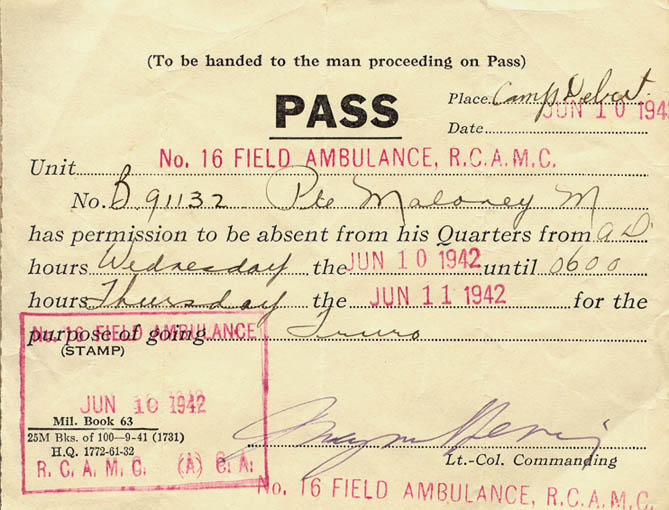 (To be handed to the man proceeding on Pass)
PASS
Place Camp Debert
Date JUN 10 1942
Unit No. 16 FIELD AMBULANCE, R.C.A.M.C.
No. B 91132 Pte Maloney M
has permission to be absent from his Quarters from A.D.
hours Wednesday the JUN 10 1942 until 0600
hours Thursday the JUN 11 1942 for the
purpose of going Truro
No. 16 FIELD AMBULANCE
(STAMP)
JUN 10 1942
Mil. Book 63
25M Bks. of 100—9-41 (1731)
H.Q. 1772-61-32
R. C. A. M. C. (A) C. A.
Lt.-Col. Commanding
No. 16 FIELD AMBULANCE, R.C.A.M.C.